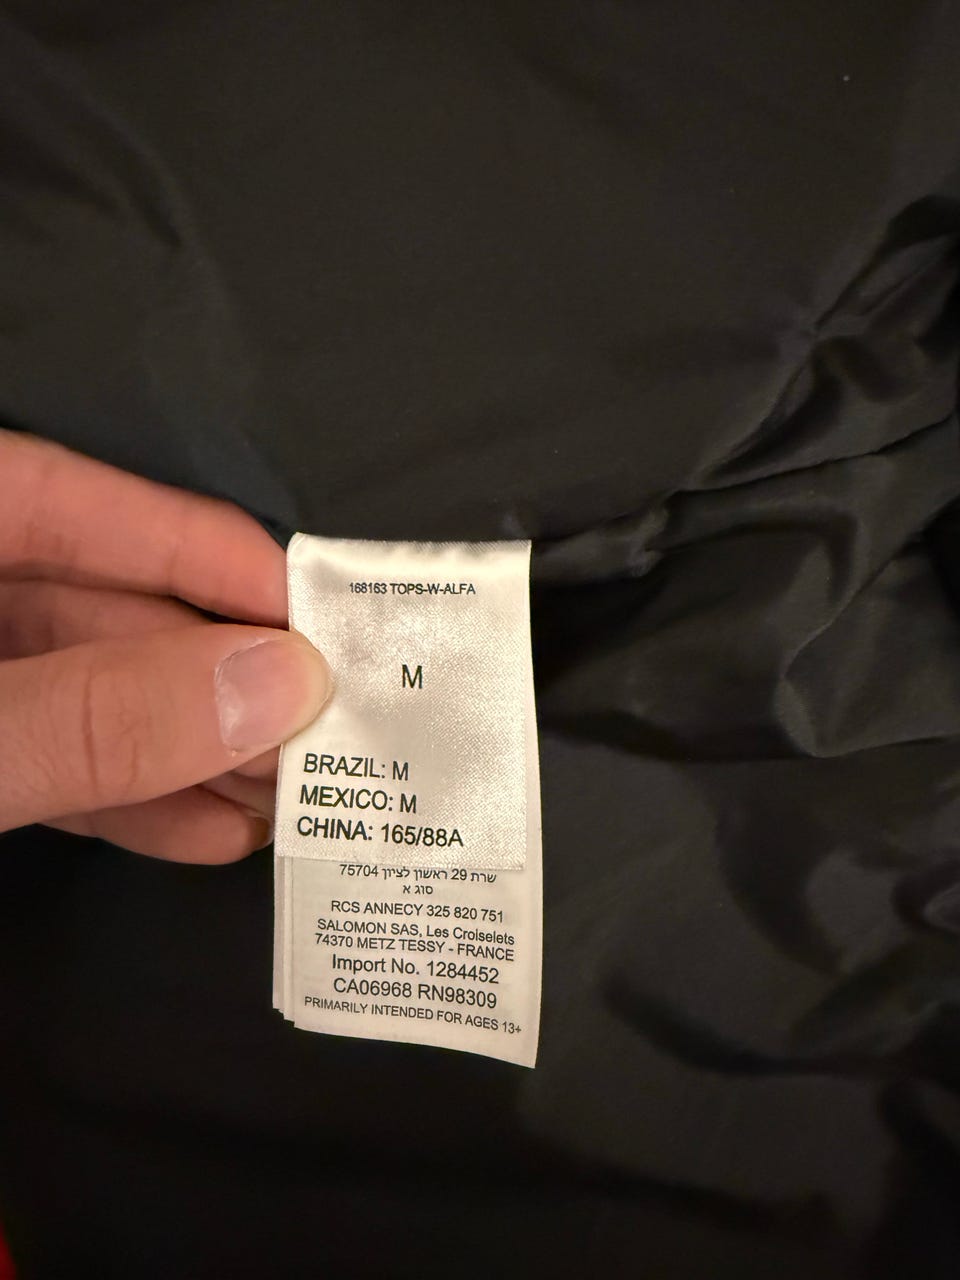 168163 TOPS-W-ALFA
M
BRAZIL: M
MEXICO: M
CHINA: 165/88A
שרת 29 ראשון לציון 75704
סוג א
RCS ANNECY 325 820 751
SALOMON SAS, Les Croiselets
74370 METZ TESSY - FRANCE
Import No. 1284452
CA06968 RN98309
PRIMARILY INTENDED FOR AGES 13+